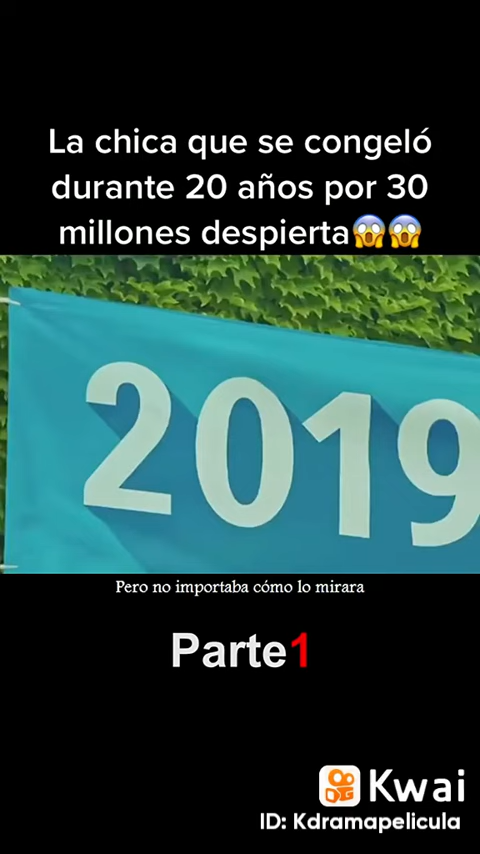 La chica que se congeló
durante 20 años por 30
millones despierta😱😱
2019
Pero no importaba cómo lo mirara
Parte1
Kwai
ID: Kdramapelicula